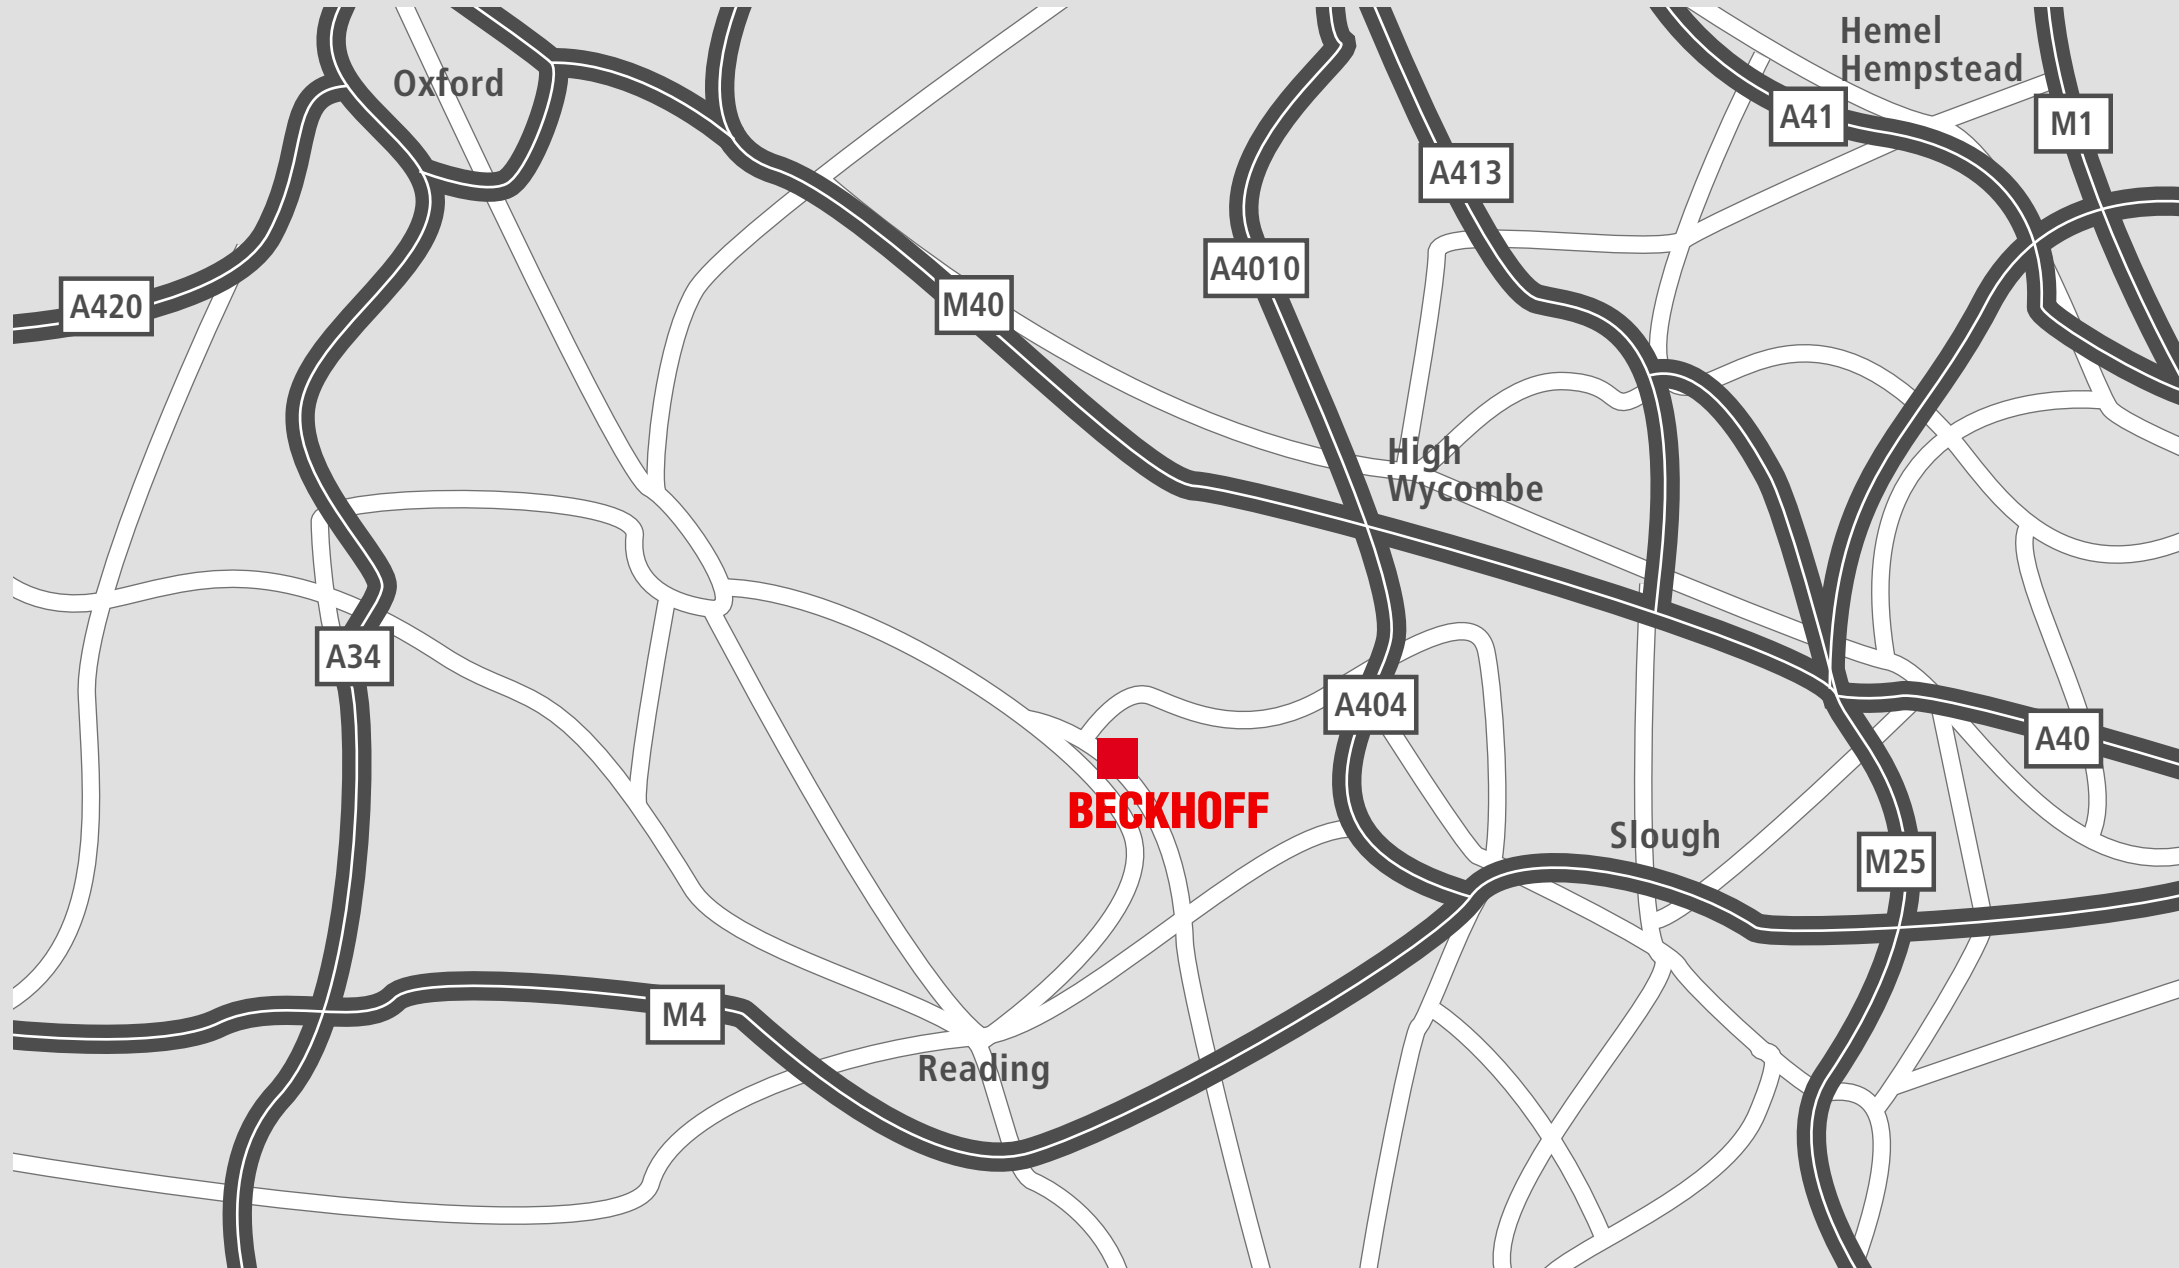 Hemel
Hempstead
Oxford
A41
M1
A413
A4010
A420
M40
High
Wycombe
A34
A404
A40
BECKHOFF
Slough
M25
M4
Reading